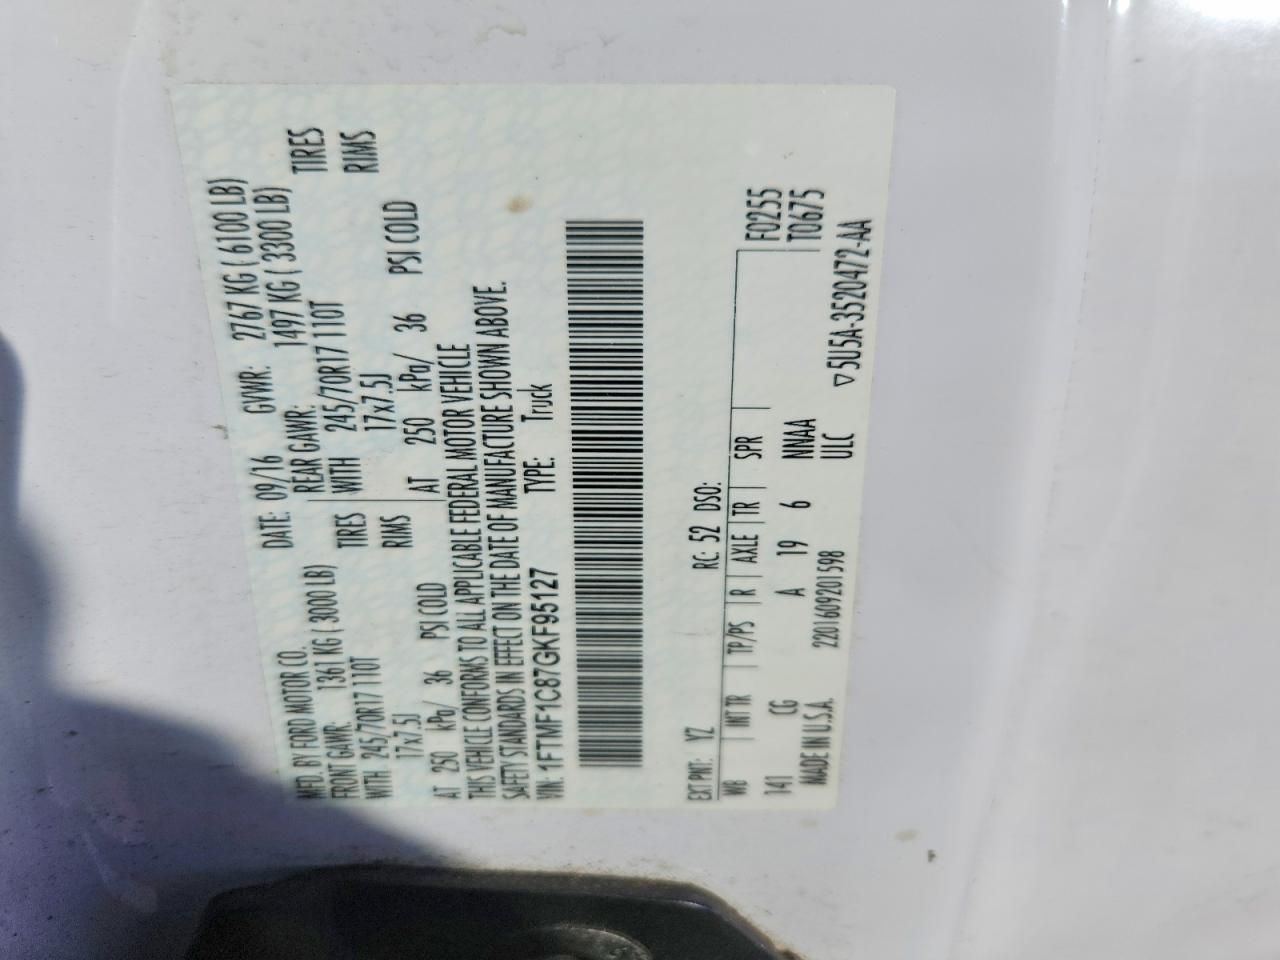 MFD. BY FORD MOTOR CO.
DATE: 09/16 GVWR: 2767 KG ( 6100 LB)
FRONT GAWR: 1361 KG ( 3000 LB) REAR GAWR: 1497 KG ( 3300 LB)
WITH 245/70R17 110T TIRES WITH 245/70R17 110T TIRES
17x7.5J RIMS 17x7.5J RIMS
AT 250 kPa/ 36 PSI COLD AT 250 kPa/ 36 PSI COLD
THIS VEHICLE CONFORMS TO ALL APPLICABLE FEDERAL MOTOR VEHICLE
SAFETY STANDARDS IN EFFECT ON THE DATE OF MANUFACTURE SHOWN ABOVE.
VIN: 1FTMF1C87GKF95127 TYPE: Truck
EXT PNT: YZ RC: 52 DSO:
WB INT TR TP/PS R AXLE TR SPR F0255
141 CG A 19 6 NNAA T0675
MADE IN U.S.A. 2201609201598 ULC ▽5U5A-3520472-AA